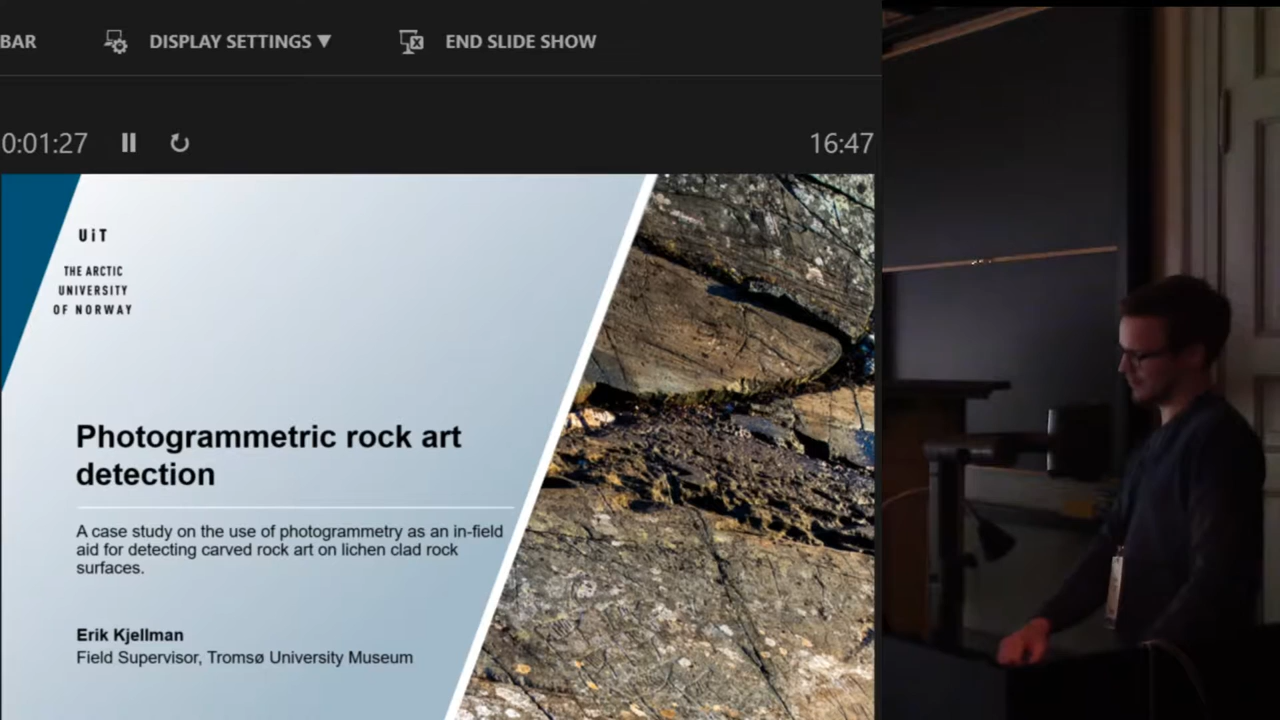 BAR DISPLAY SETTINGS ▼ END SLIDE SHOW
0:01:27 16:47
UiT
THE ARCTIC
UNIVERSITY
OF NORWAY
Photogrammetric rock art
detection
A case study on the use of photogrammetry as an in-field
aid for detecting carved rock art on lichen clad rock
surfaces.
Erik Kjellman
Field Supervisor, Tromsø University Museum